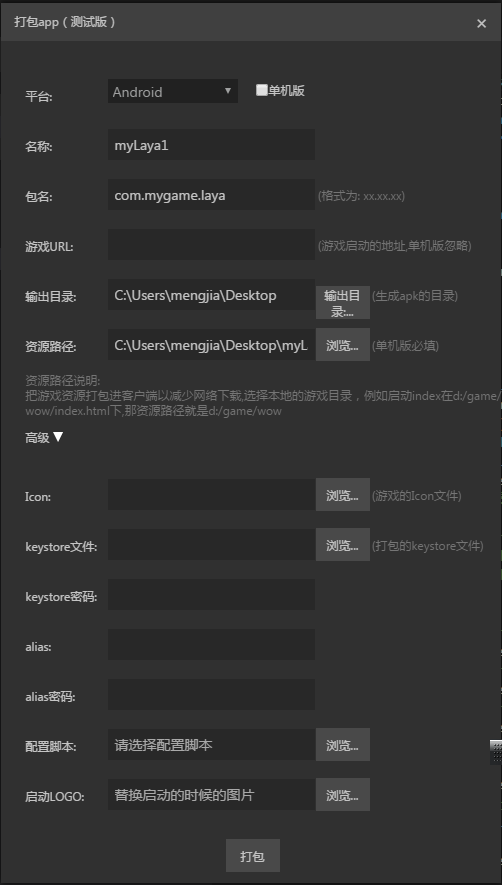 打包app（测试版）
平台: Android 单机版
名称: myLaya1
包名: com.mygame.laya (格式为: xx.xx.xx)
游戏URL: (游戏启动的地址,单机版忽略)
输出目录: C:\Users\mengjia\Desktop 输出目 (生成apk的目录)
录:...
资源路径: C:\Users\mengjia\Desktop\myL 浏览... (单机版必填)
资源路径说明:
把游戏资源打包进客户端以减少网络下载,选择本地的游戏目录，例如启动index在d:/game/
wow/index.html下,那资源路径就是d:/game/wow
高级
Icon: 浏览... (游戏的Icon文件)
keystore文件: 浏览... (打包的keystore文件)
keystore密码:
alias:
alias密码:
配置脚本: 请选择配置脚本 浏览...
启动LOGO: 替换启动的时候的图片 浏览...
打包